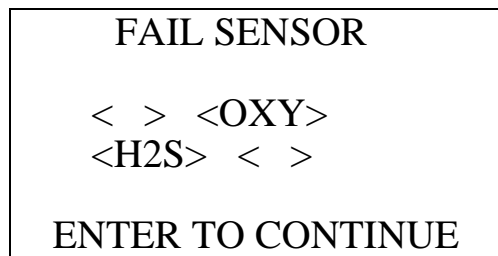 FAIL SENSOR
< > <OXY>
<H2S> < >
ENTER TO CONTINUE